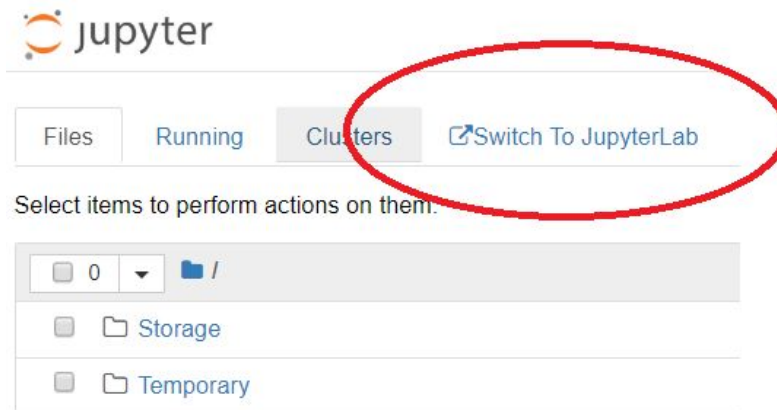 jupyter
Files Running Clusters Switch To JupyterLab
Select items to perform actions on them.
0 /
Storage
Temporary